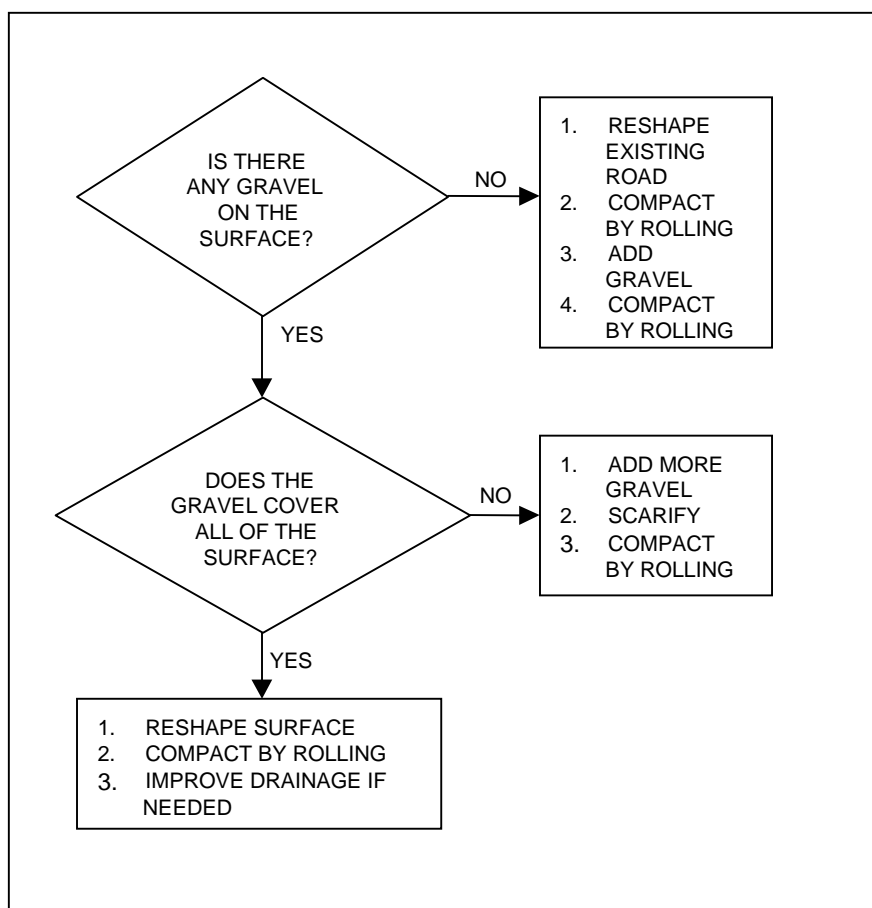 IS THERE
ANY GRAVEL
ON THE
SURFACE?
NO
1. RESHAPE
EXISTING
ROAD
2. COMPACT
BY ROLLING
3. ADD
GRAVEL
4. COMPACT
BY ROLLING
YES
DOES THE
GRAVEL COVER
ALL OF THE
SURFACE?
NO
1. ADD MORE
GRAVEL
2. SCARIFY
3. COMPACT
BY ROLLING
YES
1. RESHAPE SURFACE
2. COMPACT BY ROLLING
3. IMPROVE DRAINAGE IF
NEEDED